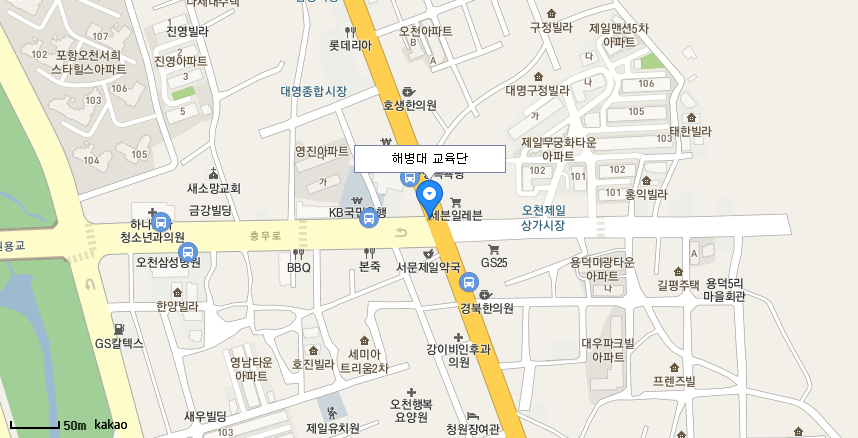 진영빌라
롯데리아
오천아파트
구정빌라
제일맨션5차
아파트
107
102
포항오천서희
스타힐스아파트
106
103
101
104
105
2
진영아파트
3
B
A
5
대영종합시장
호생한의원
대명구정빌라
나
다
가
106
105
103
102
101
101
102
제일무궁화타운
아파트
태한빌라
영진아파트
가
해병대 교육단
새소망교회
금강빌딩
KB국민은행
세븐일레븐
오천제일
상가시장
홍익빌라
청소년과의원
충무로
오천삼성병원
BBQ
본죽
서문제일약국
GS25
용덕미광타운
아파트
길평주택
용덕5리
마을회관
A
한양빌라
GS칼텍스
경북한의원
강이비인후과
의원
대우파크빌
아파트
영남타운
아파트
호진빌라
세미아
트리움2차
프렌즈빌
새우빌딩
103
제일유치원
오천행복
요양원
청원장여관
50m kakao